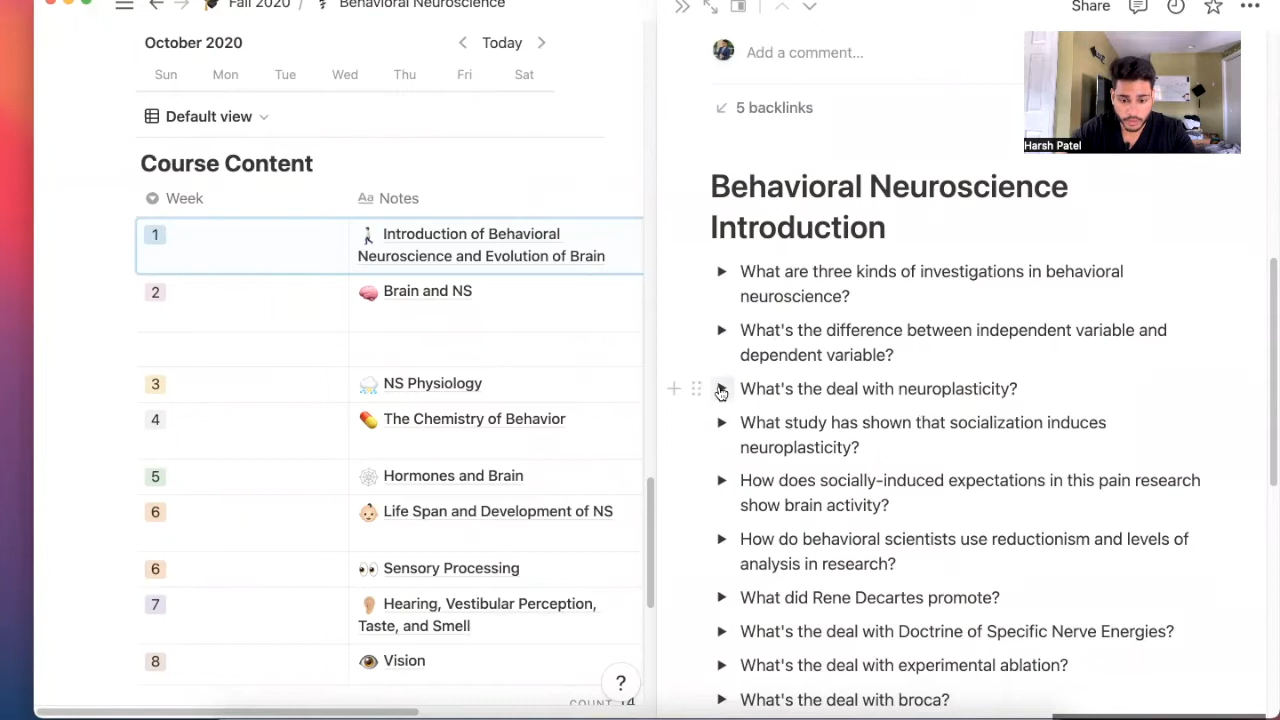 Fall 2020 / Behavioral Neuroscience
October 2020
Today
Sun Mon Tue Wed Thu Fri Sat
Default view
Course Content
Week Notes
1 Introduction of Behavioral
Neuroscience and Evolution of Brain
2 Brain and NS
3 NS Physiology
4 The Chemistry of Behavior
5 Hormones and Brain
6 Life Span and Development of NS
6 Sensory Processing
7 Hearing, Vestibular Perception,
Taste, and Smell
8 Vision
COUNT 14
?
Share
Add a comment...
5 backlinks
Harsh Patel
Behavioral Neuroscience
Introduction
What are three kinds of investigations in behavioral
neuroscience?
What's the difference between independent variable and
dependent variable?
What's the deal with neuroplasticity?
What study has shown that socialization induces
neuroplasticity?
How does socially-induced expectations in this pain research
show brain activity?
How do behavioral scientists use reductionism and levels of
analysis in research?
What did Rene Decartes promote?
What's the deal with Doctrine of Specific Nerve Energies?
What's the deal with experimental ablation?
What's the deal with broca?